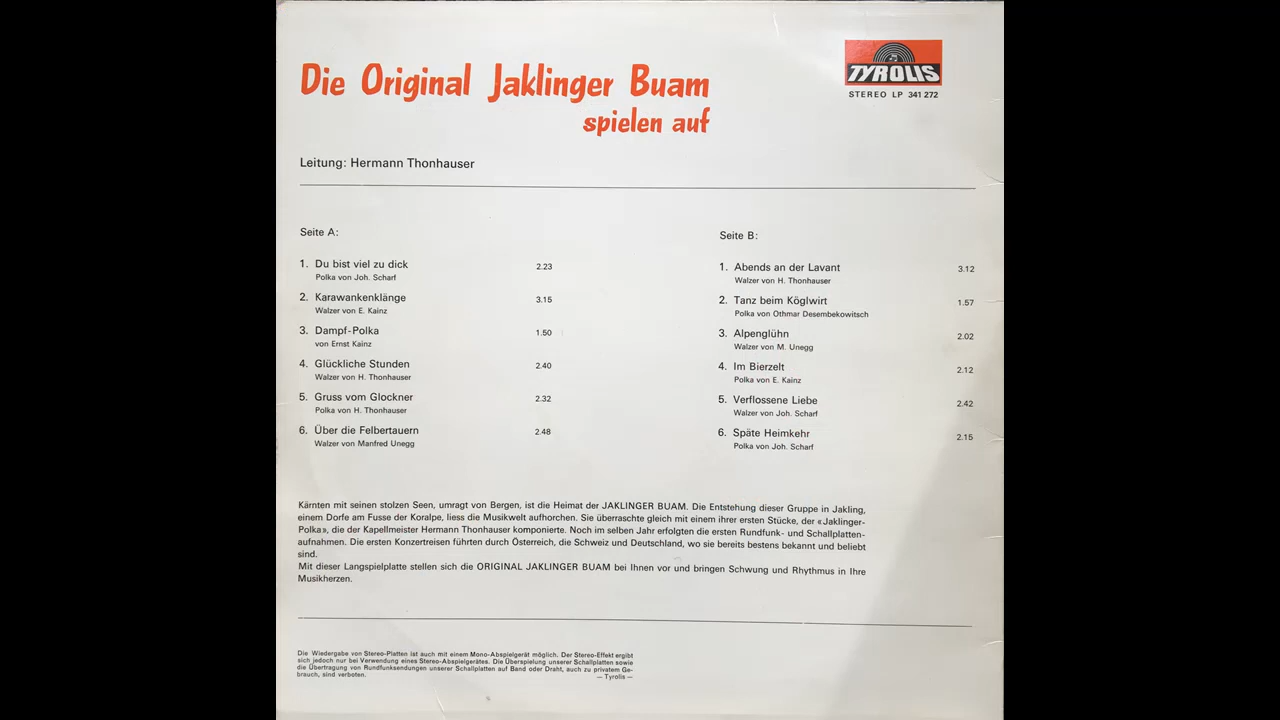 Die Original Jaklinger Buam
spielen auf
TYROLIS
STEREO LP 341 272
Leitung: Hermann Thonhauser
Seite A:
1. Du bist viel zu dick 2.23
Polka von Joh. Scharf
2. Karawankenklänge 3.15
Walzer von E. Kainz
3. Dampf-Polka 1.50
von Ernst Kainz
4. Glückliche Stunden 2.40
Walzer von H. Thonhauser
5. Gruss vom Glockner 2.32
Polka von H. Thonhauser
6. Über die Felbertauern 2.48
Walzer von Manfred Unegg
Seite B:
1. Abends an der Lavant 3.12
Walzer von H. Thonhauser
2. Tanz beim Köglwirt 1.57
Polka von Othmar Desembekowitsch
3. Alpenglühn 2.02
Walzer von M. Unegg
4. Im Bierzelt 2.12
Polka von E. Kainz
5. Verflossene Liebe 2.42
Walzer von Joh. Scharf
6. Späte Heimkehr 2.15
Polka von Joh. Scharf
Kärnten mit seinen stolzen Seen, umragt von Bergen, ist die Heimat der JAKLINGER BUAM. Die Entstehung dieser Gruppe in Jakling,
einem Dorfe am Fusse der Koralpe, liess die Musikwelt aufhorchen. Sie überraschte gleich mit einem ihrer ersten Stücke, der «Jaklinger-
Polka», die der Kapellmeister Hermann Thonhauser komponierte. Noch im selben Jahr erfolgten die ersten Rundfunk- und Schallplatten-
aufnahmen. Die ersten Konzertreisen führten durch Österreich, die Schweiz und Deutschland, wo sie bereits bestens bekannt und beliebt
sind.
Mit dieser Langspielplatte stellen sich die ORIGINAL JAKLINGER BUAM bei Ihnen vor und bringen Schwung und Rhythmus in Ihre
Musikherzen.
Die Wiedergabe von Stereo-Platten ist auch mit einem Mono-Abspielgerät möglich. Der Stereo-Effekt ergibt
sich jedoch nur bei Verwendung eines Stereo-Abspielgerätes. Die Überspielung unserer Schallplatten sowie
die Übertragung von Rundfunksendungen unserer Schallplatten auf Band oder Draht, auch zu privatem Ge-
brauch, sind verboten. — Tyrolis —